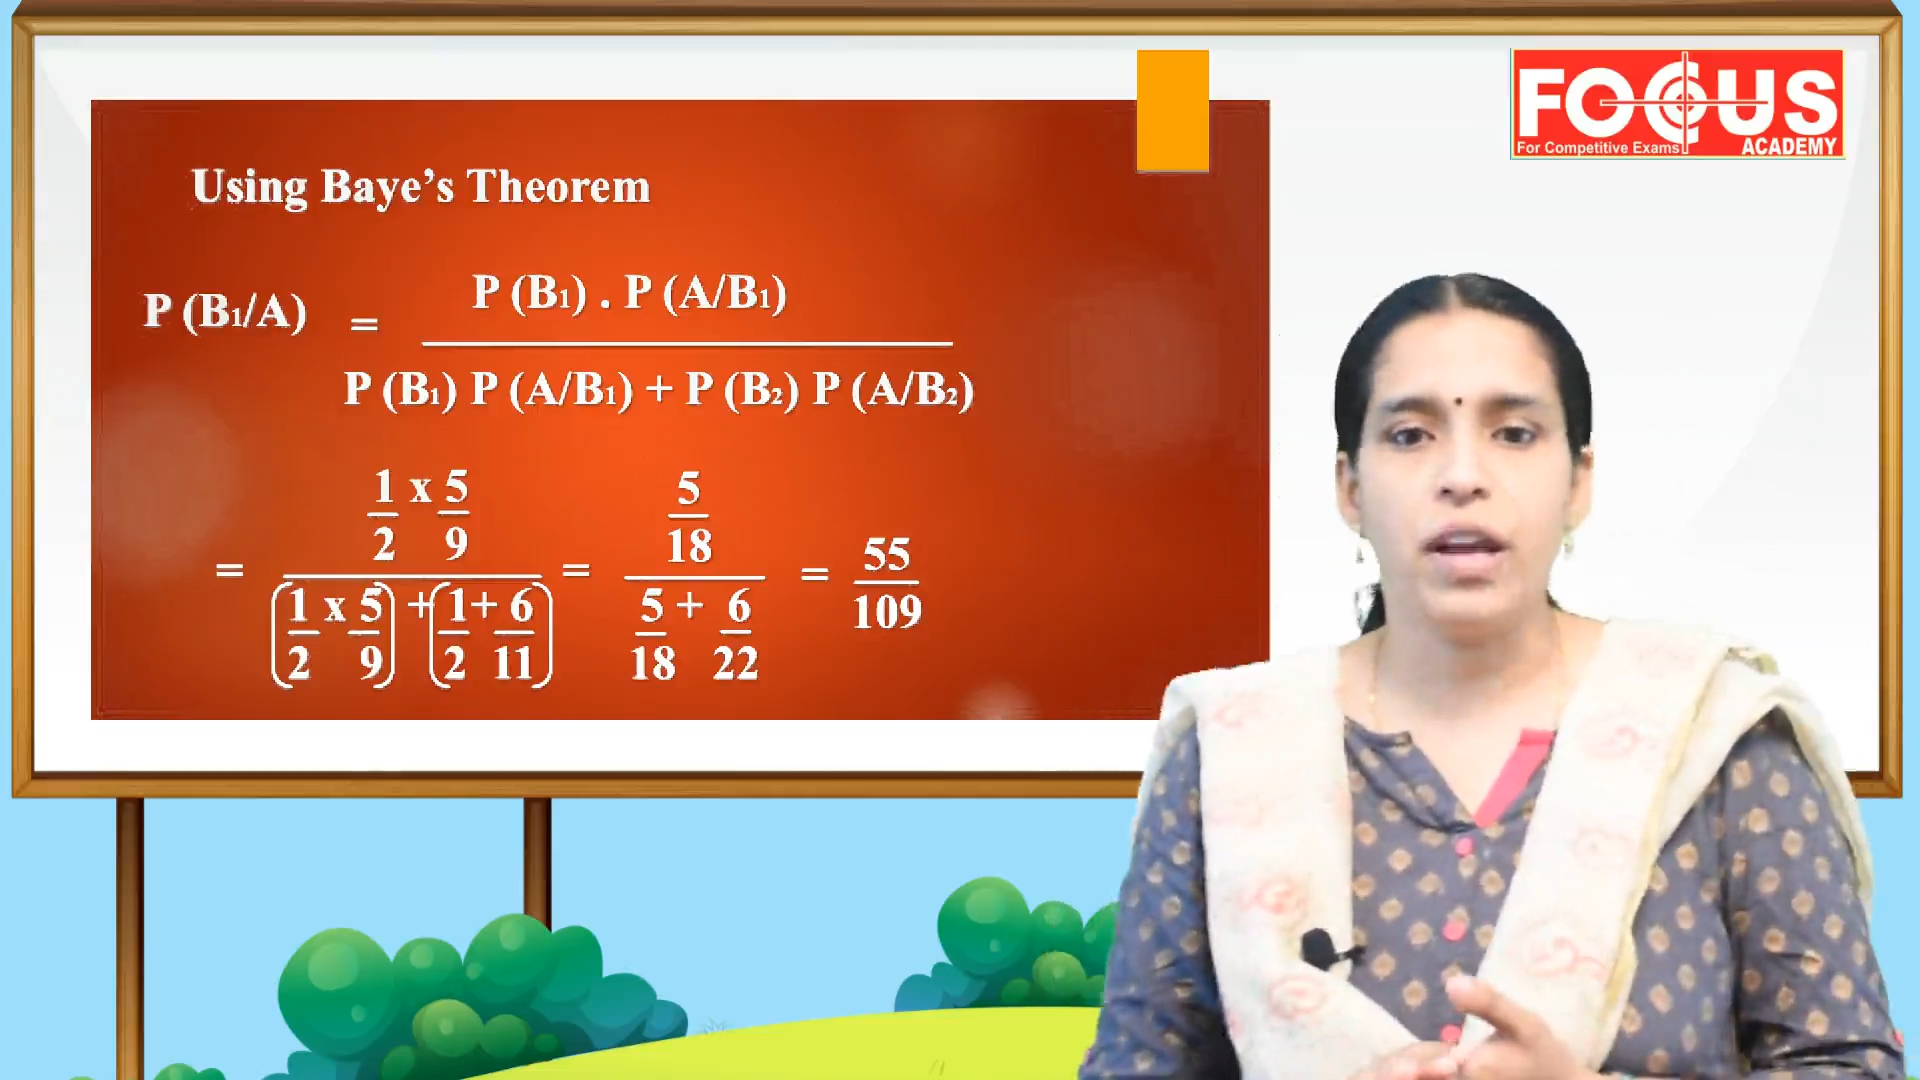 FOCUS
For Competitive Exams ACADEMY
Using Baye's Theorem
P (B₁/A) = P (B₁) . P (A/B₁)
P (B₁) P (A/B₁) + P (B₂) P (A/B₂)
1 x 5
2 9
= = 5
18
= 55
109
(1 x 5) + (1 + 6)
2 9 2 11
5 + 6
18 22